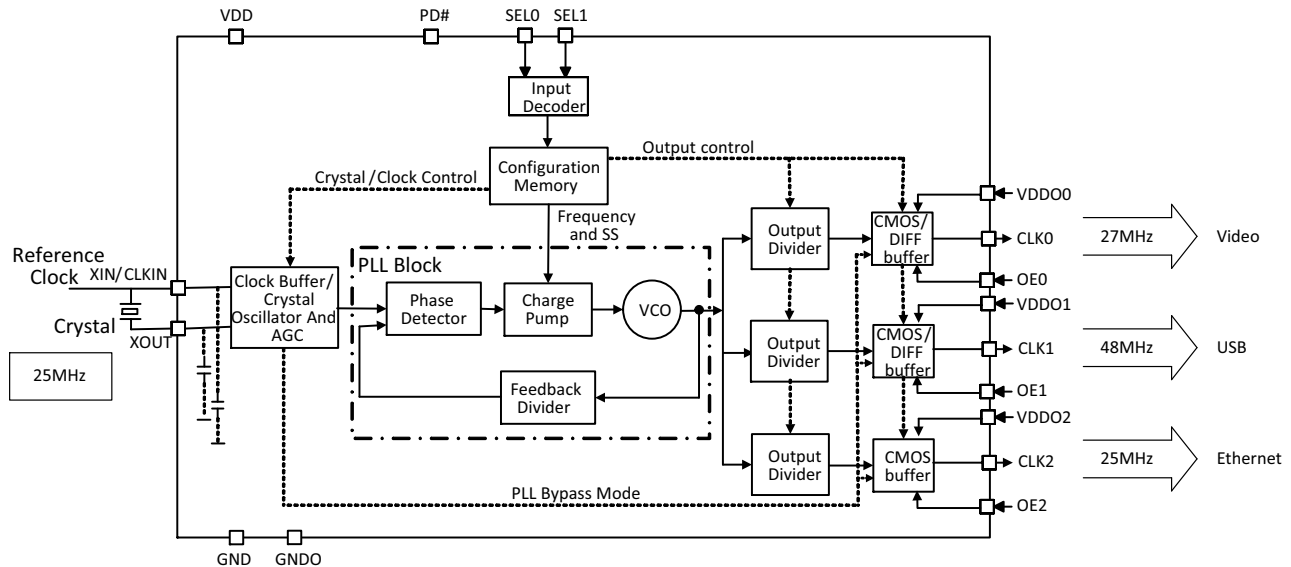 VDD
PD#
SEL0
SEL1
Input
Decoder
Output control
Configuration
Memory
Crystal /Clock Control
Frequency
and SS
VDDO0
CMOS/
DIFF
buffer
Output
Divider
CLK0
27MHz
Video
Reference
Clock
XIN/CLKIN
PLL Block
Clock Buffer/
Crystal
Oscillator And
AGC
Phase
Detector
Charge
Pump
VCO
OE0
VDDO1
Crystal
XOUT
25MHz
Output
Divider
CMOS/
DIFF
buffer
CLK1
48MHz
USB
Feedback
Divider
OE1
VDDO2
Output
Divider
CMOS
buffer
CLK2
25MHz
Ethernet
PLL Bypass Mode
OE2
GND
GNDO